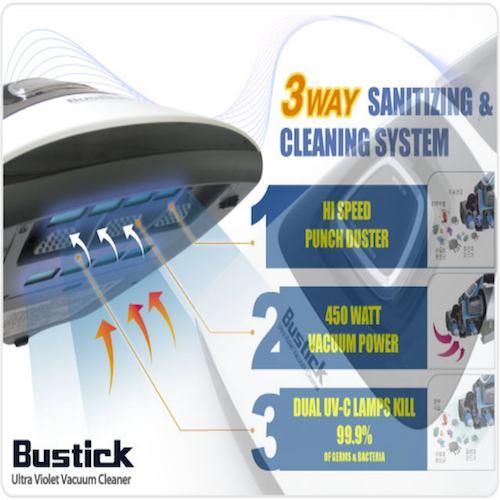 Bustick
3WAY SANITIZING &
CLEANING SYSTEM
1
HI SPEED
PUNCH DUSTER
2
450 WATT
VACUUM POWER
3
DUAL UV-C LAMPS KILL
99.9%
OF GERMS & BACTERIA
Bustick
Bustick
Ultra Violet Vacuum Cleaner